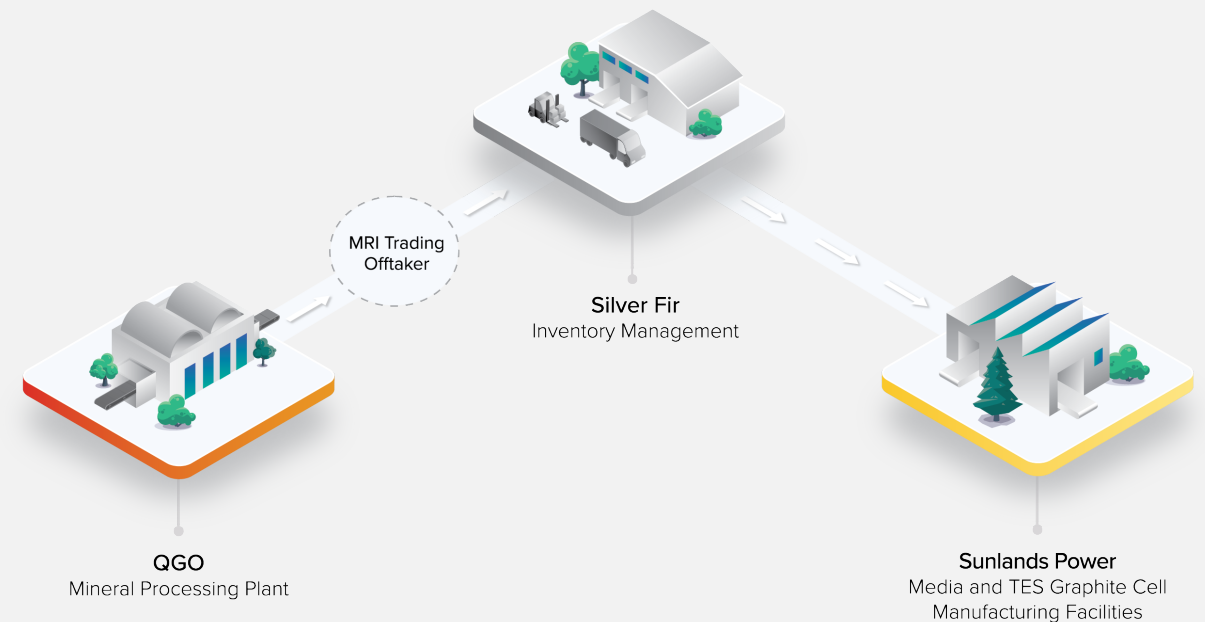 MRI Trading
Offtaker
Silver Fir
Inventory Management
QGO
Mineral Processing Plant
Sunlands Power
Media and TES Graphite Cell
Manufacturing Facilities